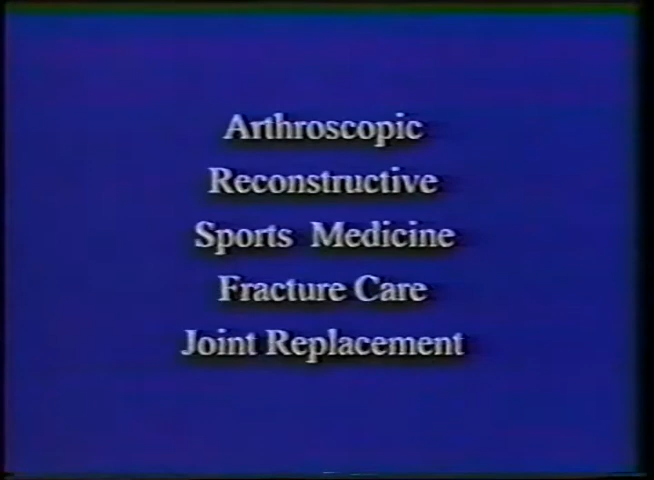 Arthroscopic
Reconstructive
Sports Medicine
Fracture Care
Joint Replacement